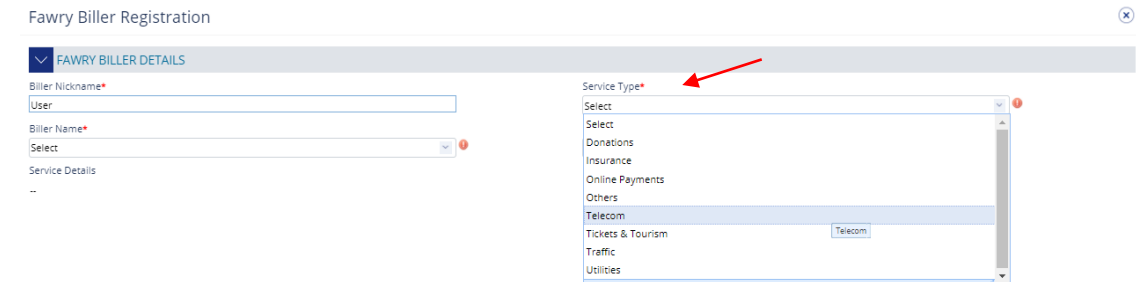 Fawry Biller Registration
FAWRY BILLER DETAILS
Biller Nickname*
User
Biller Name*
Select
Service Details
--
Service Type*
Select
Select
Donations
Insurance
Online Payments
Others
Telecom
Tickets & Tourism
Telecom
Traffic
Utilities